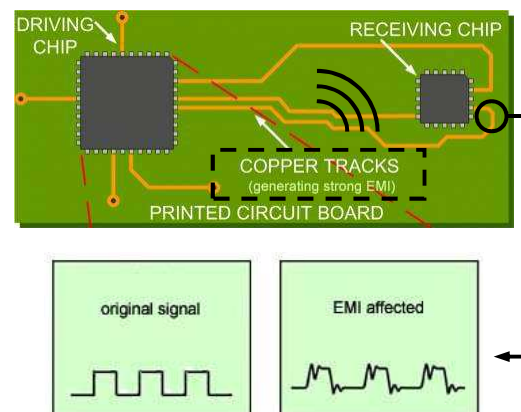 DRIVING
CHIP
RECEIVING CHIP
COPPER TRACKS
(generating strong EMI)
PRINTED CIRCUIT BOARD
original signal
EMI affected